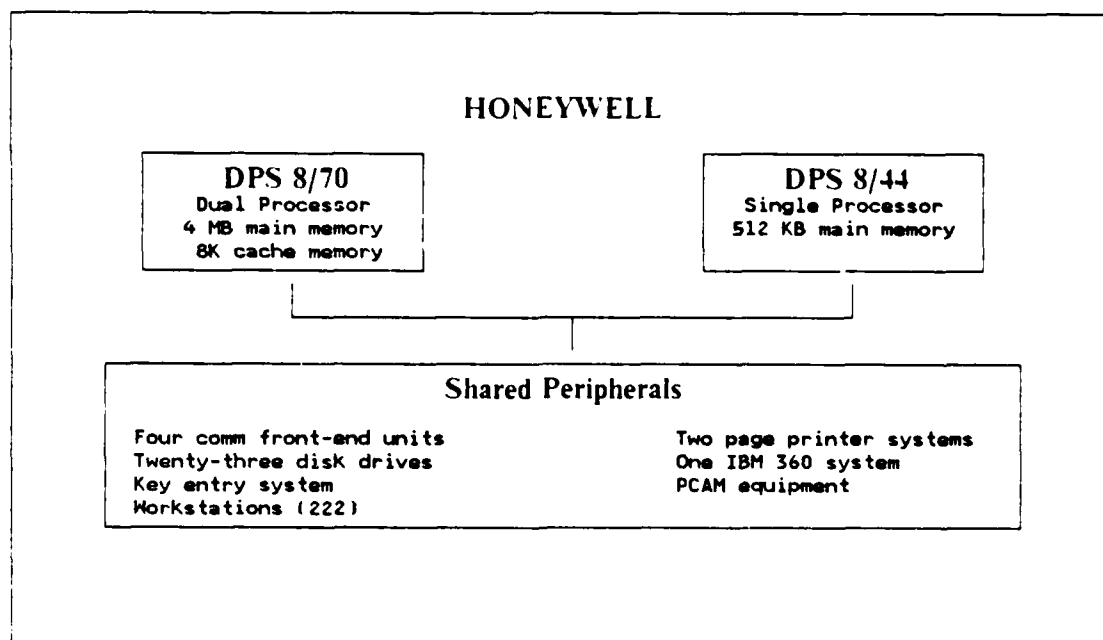 HONEYWELL
DPS 8/70
Dual Processor
4 MB main memory
8K cache memory
DPS 8/44
Single Processor
512 KB main memory
Shared Peripherals
Four comm front-end units
Twenty-three disk drives
Key entry system
Workstations (222)
Two page printer systems
One IBM 360 system
PCAM equipment